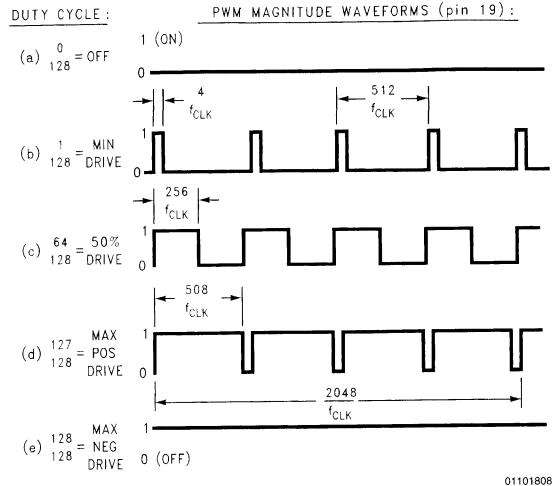 DUTY CYCLE: PWM MAGNITUDE WAVEFORMS (pin 19):
(a) 0/128 = OFF
1 (ON)
0
(b) 1/128 = MIN DRIVE
1
0
4/fCLK
512/fCLK
(c) 64/128 = 50% DRIVE
1
0
256/fCLK
(d) 127/128 = MAX POS DRIVE
1
0
508/fCLK
2048/fCLK
(e) 128/128 = MAX NEG DRIVE
1
0 (OFF)
01101808